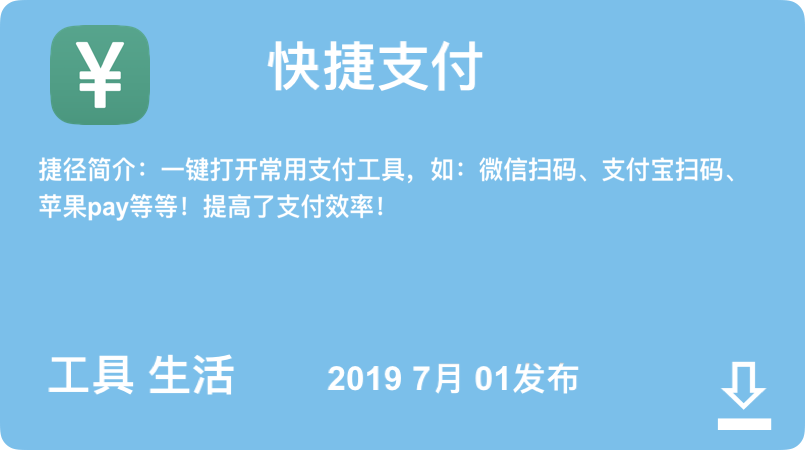 ¥
快捷支付
捷径简介：一键打开常用支付工具，如：微信扫码、支付宝扫码、
苹果pay等等！提高了支付效率！
工具 生活
2019 7月 01发布